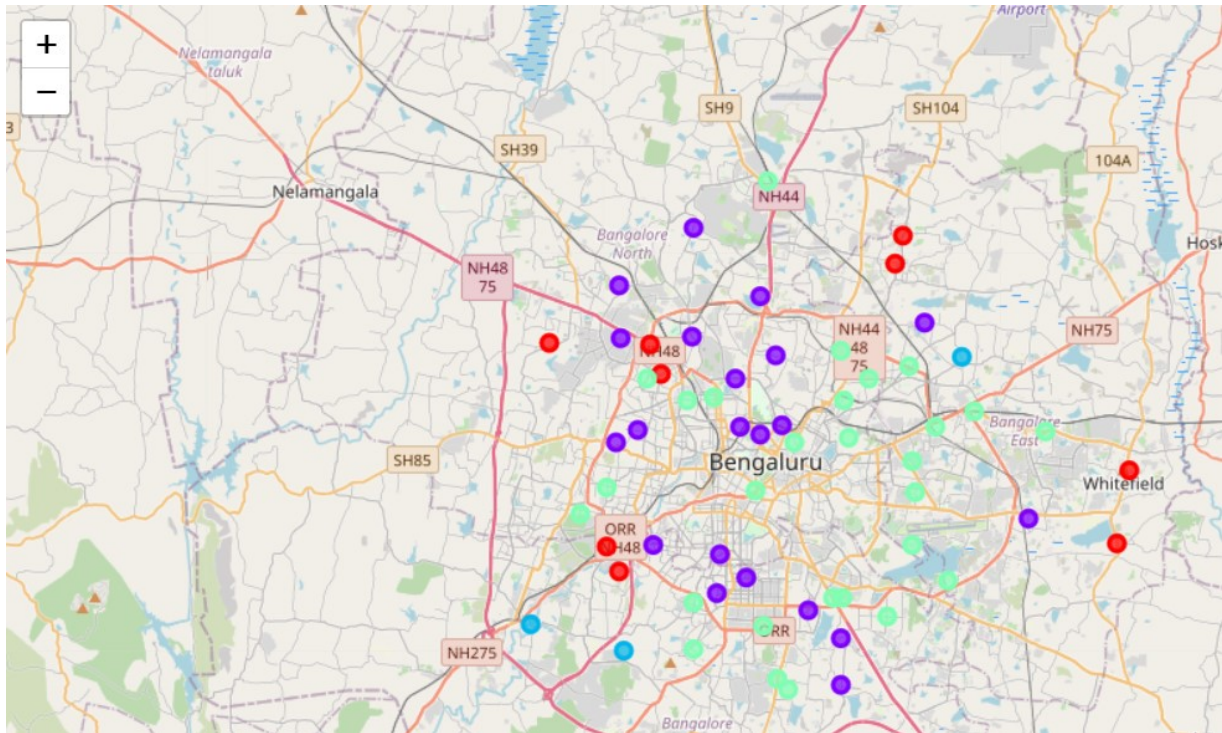 +
−
Airport
Nelamangala
taluk
SH9
SH104
3
SH39
104A
Nelamangala
NH44
Bangalore
North
Hosk
NH48
75
NH75
NH44
48
75
NH48
Bangalore
East
SH85
Bengaluru
Whitefield
ORR
NH48
ORR
NH275
Bangalore